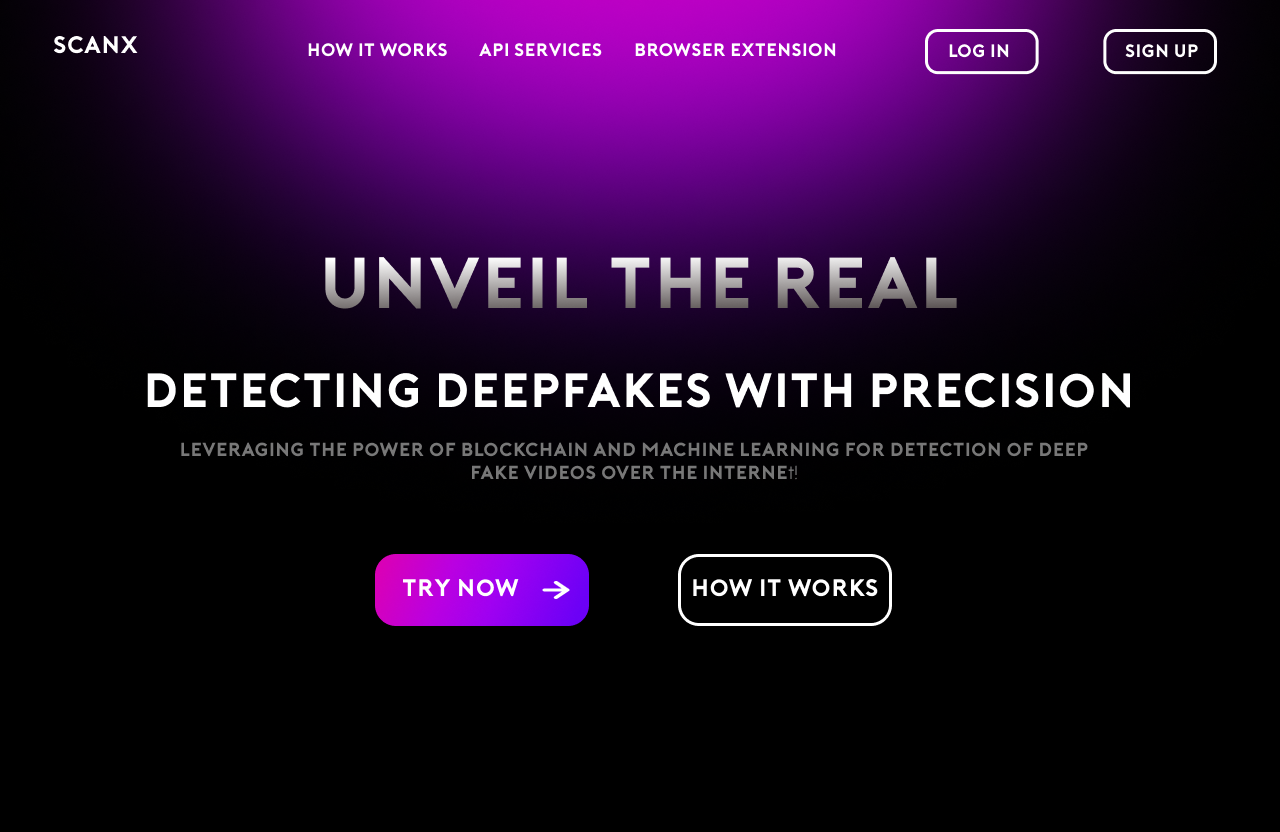 SCANX
HOW IT WORKS
API SERVICES
BROWSER EXTENSION
LOG IN
SIGN UP
UNVEIL THE REAL
DETECTING DEEPFAKES WITH PRECISION
LEVERAGING THE POWER OF BLOCKCHAIN AND MACHINE LEARNING FOR DETECTION OF DEEP
FAKE VIDEOS OVER THE INTERNEt!
TRY NOW
HOW IT WORKS